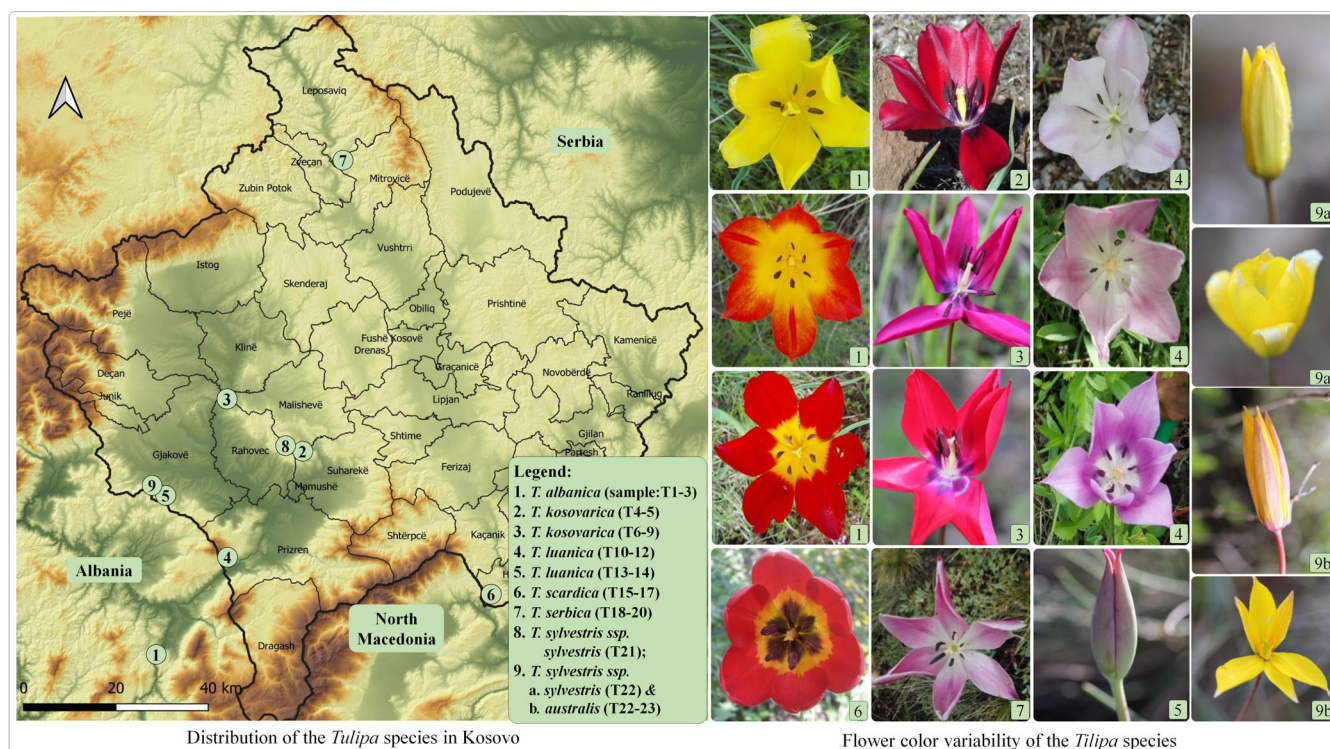 Leposaviq
Serbia
7
Zveçan
Mitrovicë
Zubin Potok
Podujevë
Vushtrri
Istog
Skenderaj
Prishtinë
Obiliq
Pejë
Fushë Kosovë
Drenas
Klinë
Kamenicë
Graçanicë
Novobërdë
Deçan
Junik
Ranillug
3
Malishevë
Lipjan
Shtime
Gjilan
8
2
Rahovec
Partesh
Gjakovë
Suharekë
Ferizaj
Mamushë
9
5
Shtërpcë
Kaçanik
4
Prizren
Albania
6
North
Macedonia
Dragash
1
0 20 40 km
Legend:
1. T. albanica (sample:T1-3)
2. T. kosovarica (T4-5)
3. T. kosovarica (T6-9)
4. T. luanica (T10-12)
5. T. luanica (T13-14)
6. T. scardica (T15-17)
7. T. serbica (T18-20)
8. T. sylvestris ssp.
sylvestris (T21);
9. T. sylvestris ssp.
a. sylvestris (T22) &
b. australis (T22-23)
Distribution of the Tulipa species in Kosovo
1
2
4
9a
1
3
4
9a
1
3
4
9b
6
7
5
9b
Flower color variability of the Tilipa species